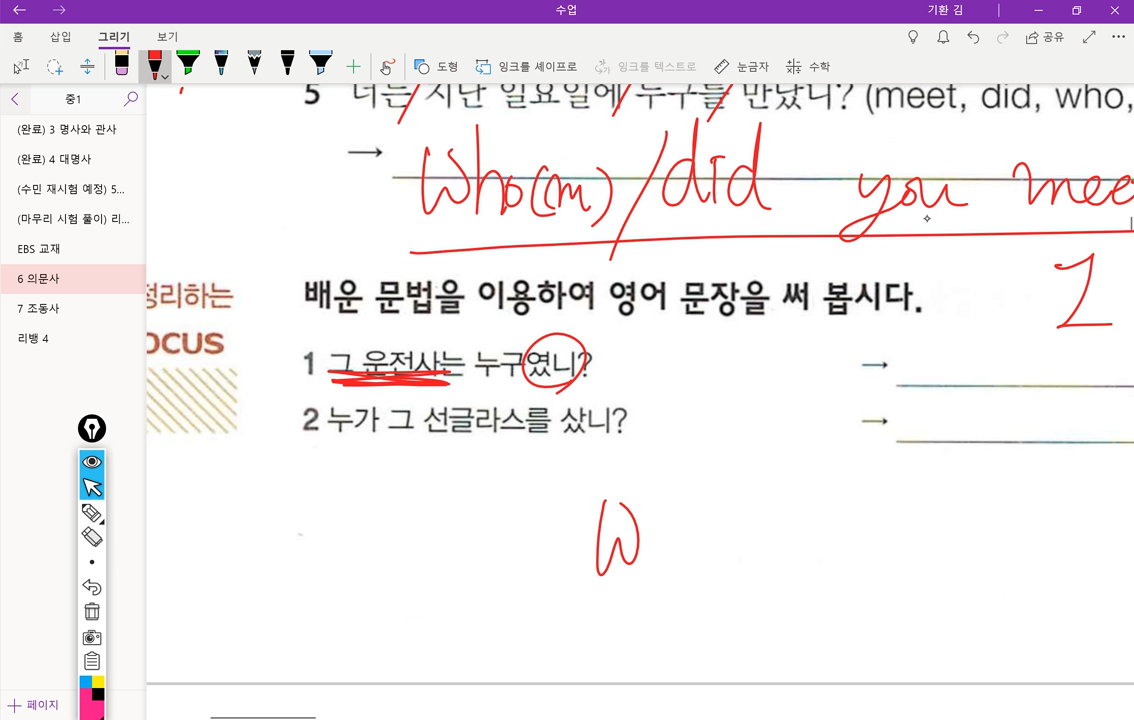 수업
기환 김
홈 삽입 그리기 보기
공유
도형 잉크를 셰이프로 잉크를 텍스트로 눈금자 수학
중1
(완료) 3 명사와 관사
(완료) 4 대명사
(수민 재시험 예정) 5...
(마무리 시험 풀이) 리...
EBS 교재
6 의문사
7 조동사
리뱅 4
페이지
5 너는 지난 일요일에 누구를 만났니? (meet, did, who,
→ Who(m) / did you mee
정리하는
OCUS
배운 문법을 이용하여 영어 문장을 써 봅시다.
1 그 운전사는 누구였니? →
2 누가 그 선글라스를 샀니? →
W